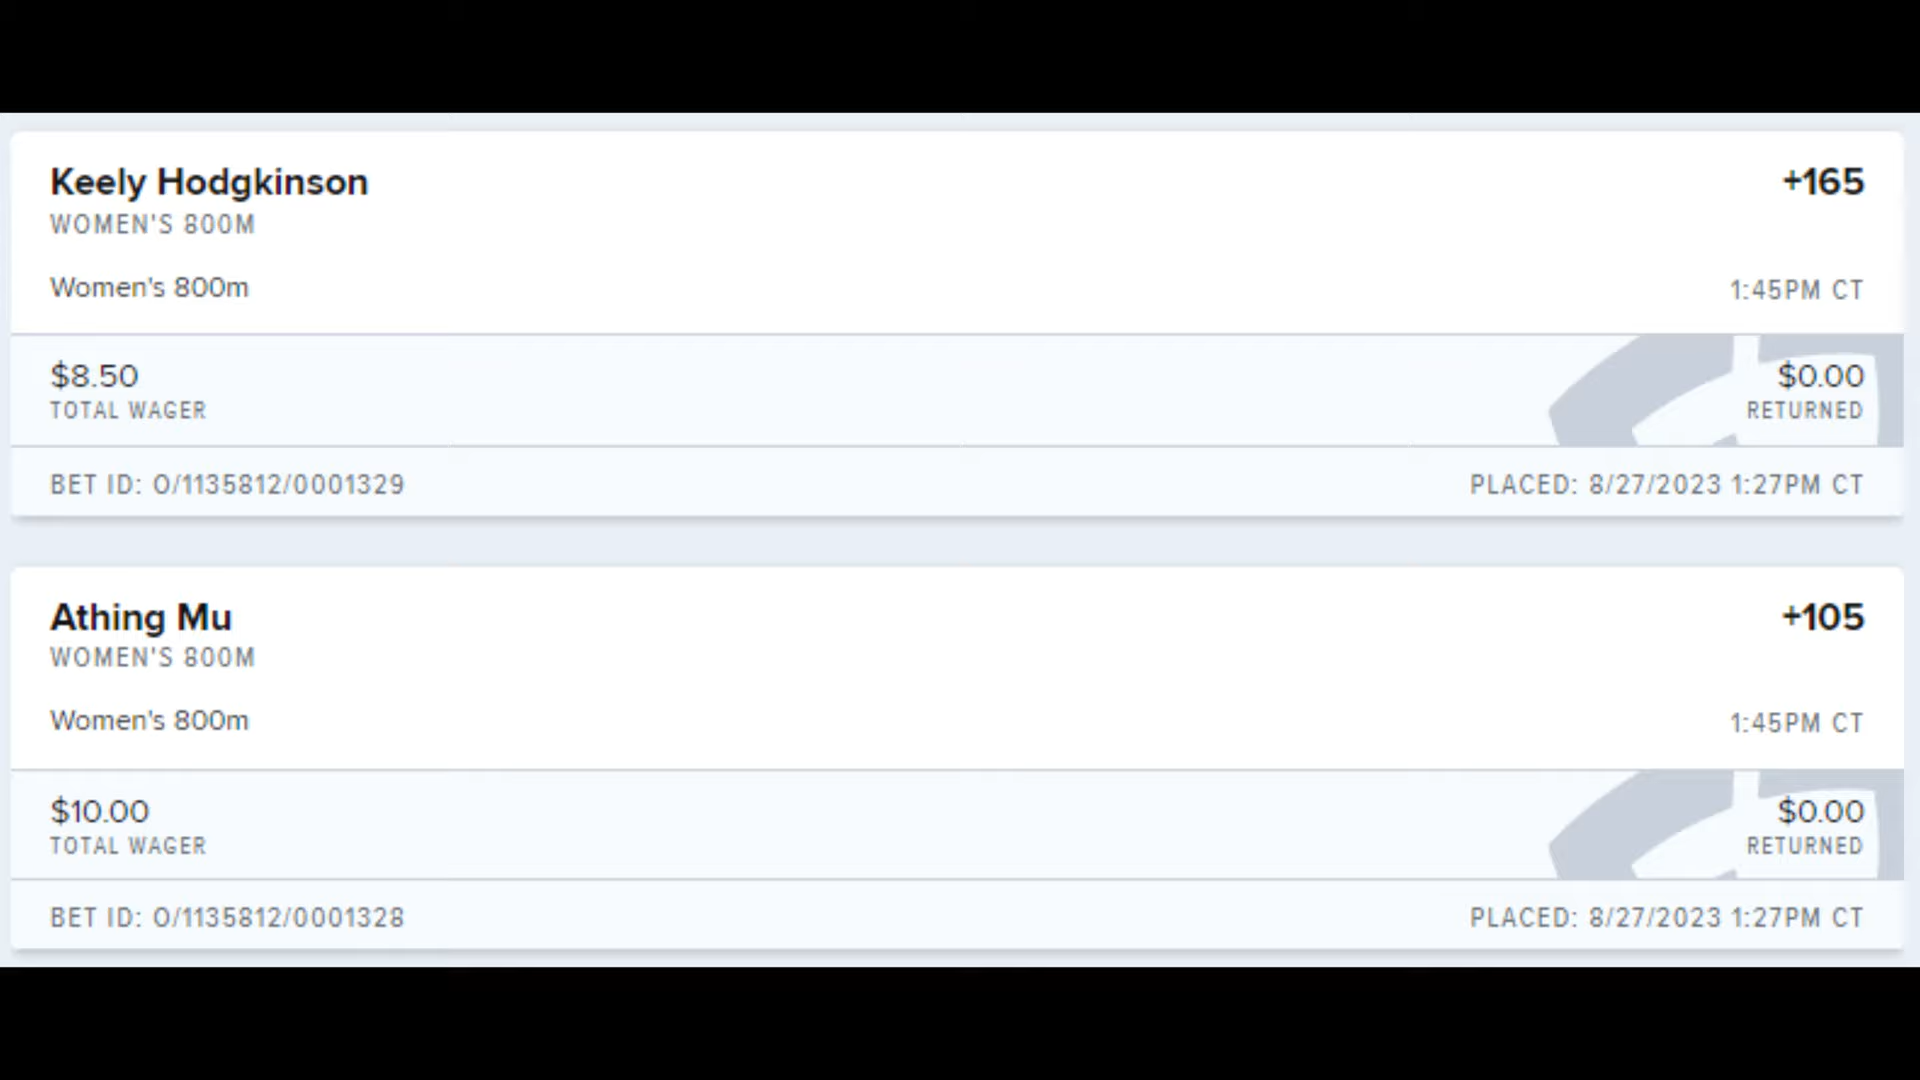 Keely Hodgkinson
+165
WOMEN'S 800M
Women's 800m
1:45PM CT
$8.50
$0.00
TOTAL WAGER
RETURNED
BET ID: O/1135812/0001329
PLACED: 8/27/2023 1:27PM CT
Athing Mu
+105
WOMEN'S 800M
Women's 800m
1:45PM CT
$10.00
$0.00
TOTAL WAGER
RETURNED
BET ID: O/1135812/0001328
PLACED: 8/27/2023 1:27PM CT